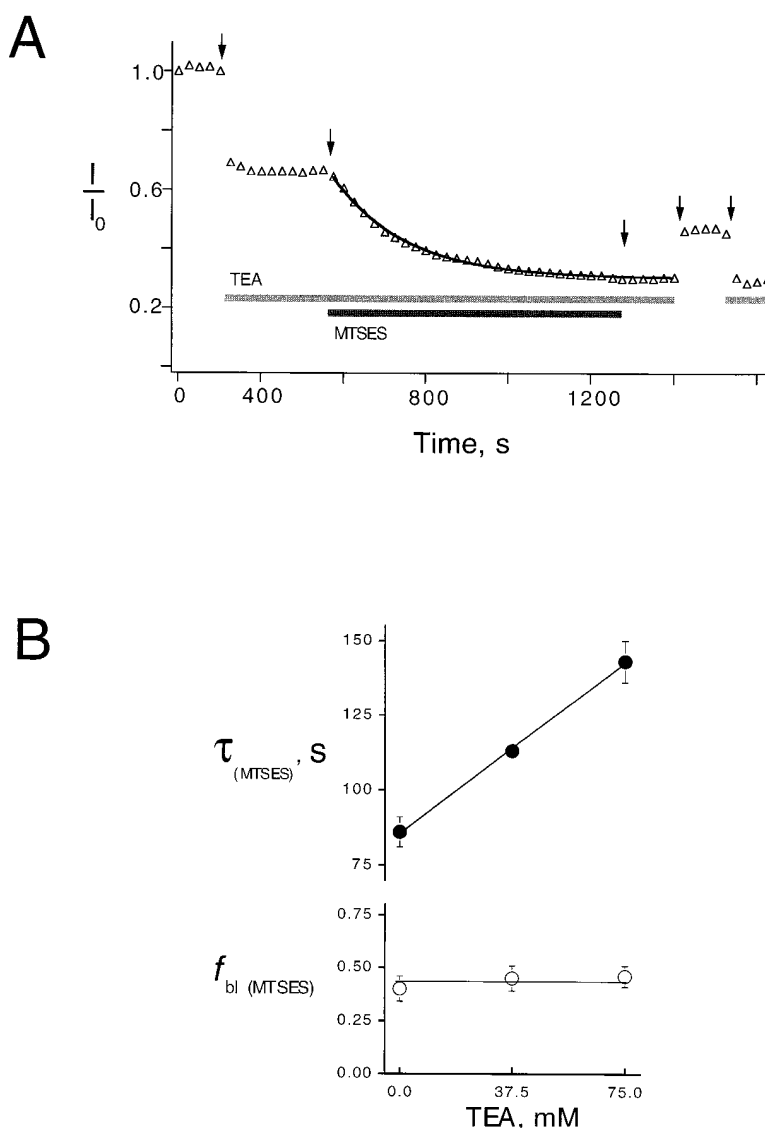 A
1.0
I
I0
0.6
TEA
0.2
MTSES
0 400 800 1200
Time, s
B
150
125
τ(MTSES), s
100
75
0.75
fbl (MTSES)
0.50
0.25
0.00
0.0 37.5 75.0
TEA, mM